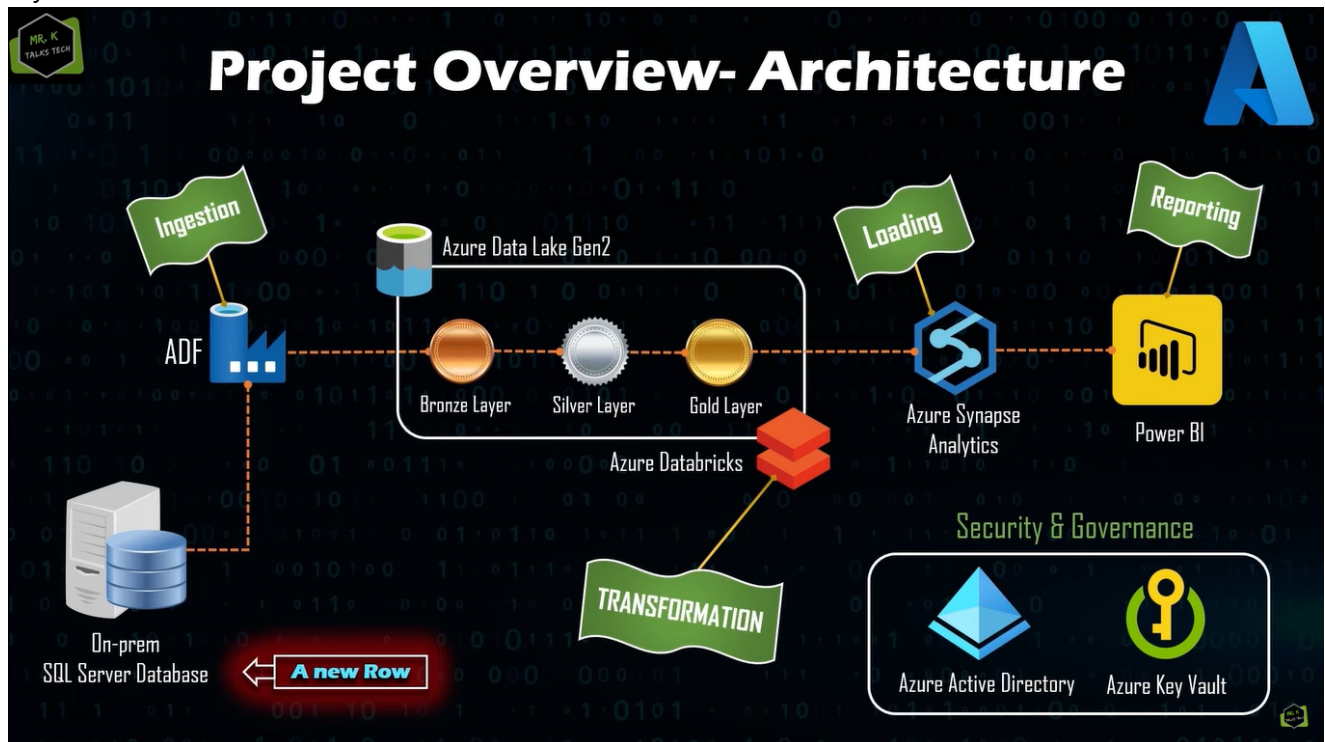 MR. K
TALKS TECH
Project Overview- Architecture
Ingestion
Loading
Reporting
Azure Data Lake Gen2
ADF
Bronze Layer
Silver Layer
Gold Layer
Azure Synapse
Analytics
Power BI
Azure Databricks
TRANSFORMATION
Security & Governance
On-prem
SQL Server Database
A new Row
Azure Active Directory
Azure Key Vault